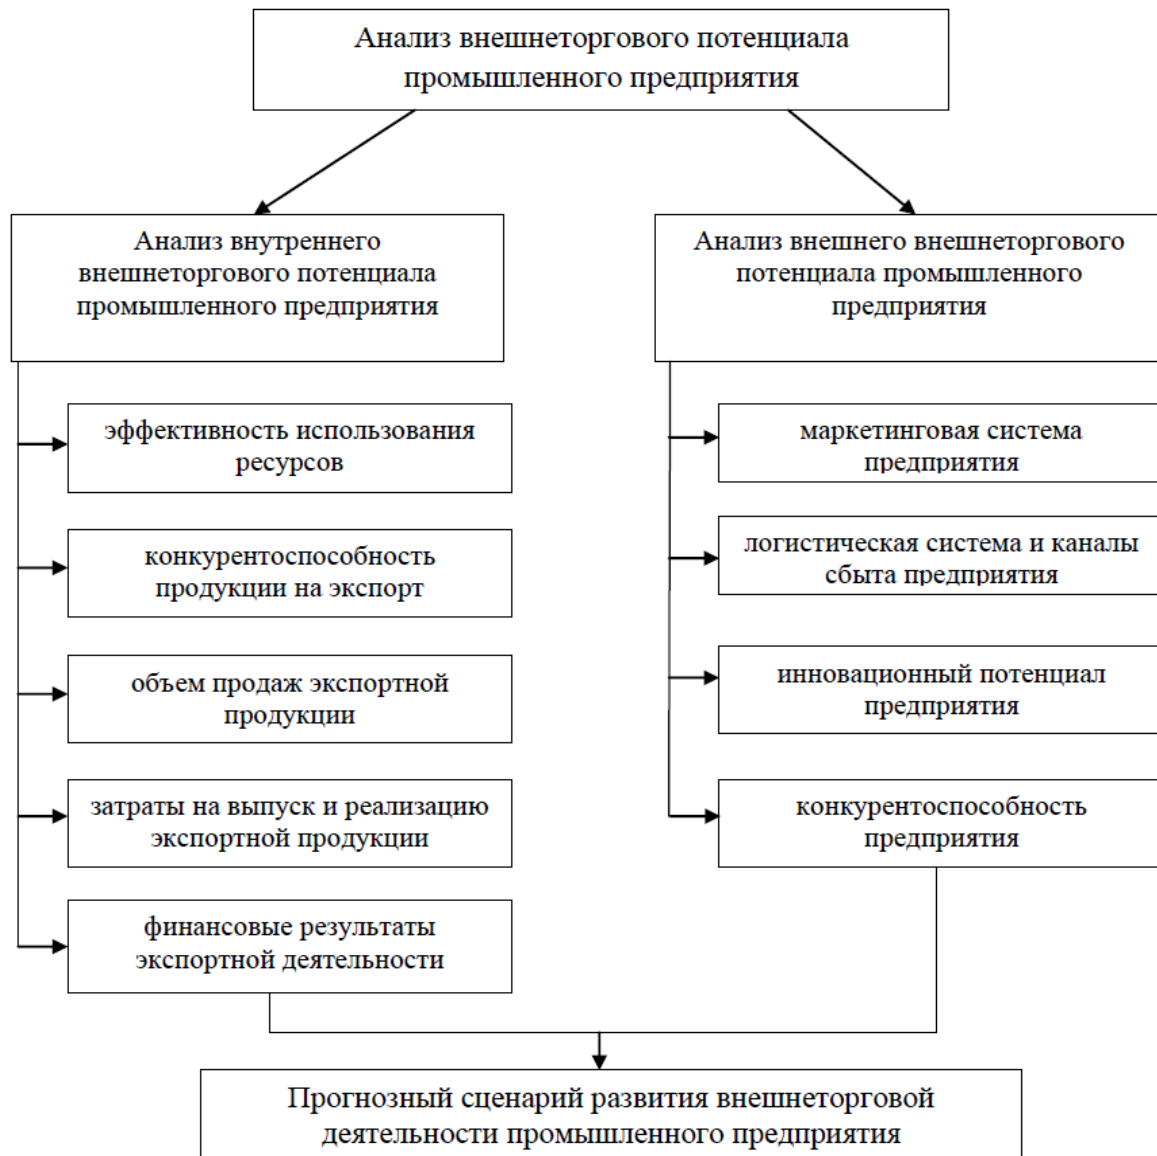 Анализ внешнеторгового потенциала
промышленного предприятия
Анализ внутреннего
внешнеторгового потенциала
промышленного предприятия
эффективность использования
ресурсов
конкурентоспособность
продукции на экспорт
объем продаж экспортной
продукции
затраты на выпуск и реализацию
экспортной продукции
финансовые результаты
экспортной деятельности
Анализ внешнего внешнеторгового
потенциала промышленного
предприятия
маркетинговая система
предприятия
логистическая система и каналы
сбыта предприятия
инновационный потенциал
предприятия
конкурентоспособность
предприятия
Прогнозный сценарий развития внешнеторговой
деятельности промышленного предприятия